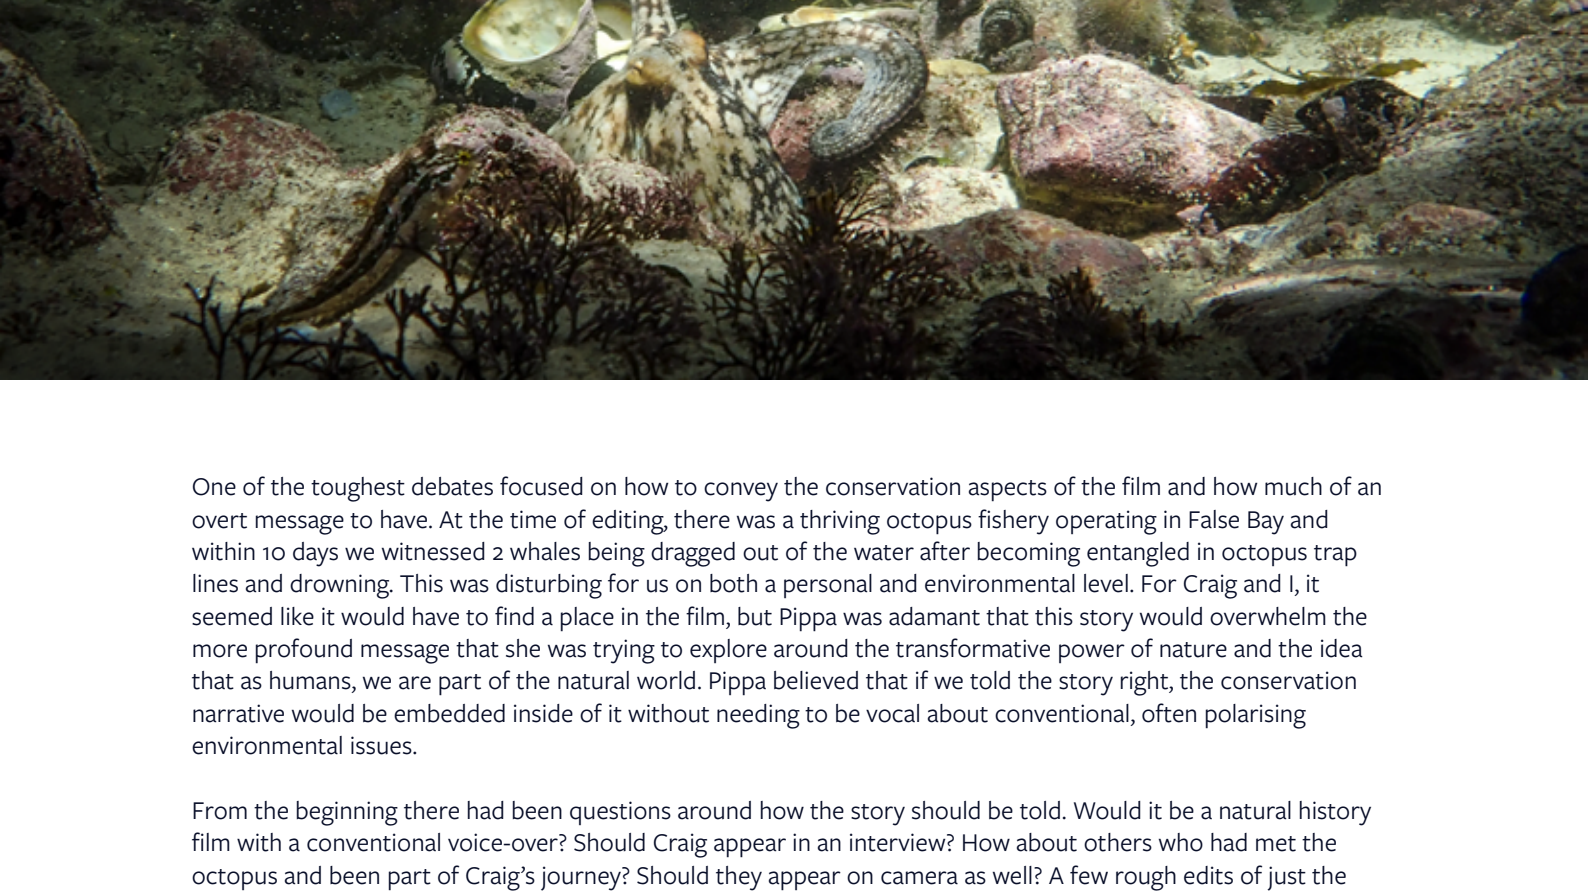 One of the toughest debates focused on how to convey the conservation aspects of the film and how much of an
overt message to have. At the time of editing, there was a thriving octopus fishery operating in False Bay and
within 10 days we witnessed 2 whales being dragged out of the water after becoming entangled in octopus trap
lines and drowning. This was disturbing for us on both a personal and environmental level. For Craig and I, it
seemed like it would have to find a place in the film, but Pippa was adamant that this story would overwhelm the
more profound message that she was trying to explore around the transformative power of nature and the idea
that as humans, we are part of the natural world. Pippa believed that if we told the story right, the conservation
narrative would be embedded inside of it without needing to be vocal about conventional, often polarising
environmental issues.
From the beginning there had been questions around how the story should be told. Would it be a natural history
film with a conventional voice-over? Should Craig appear in an interview? How about others who had met the
octopus and been part of Craig’s journey? Should they appear on camera as well? A few rough edits of just the